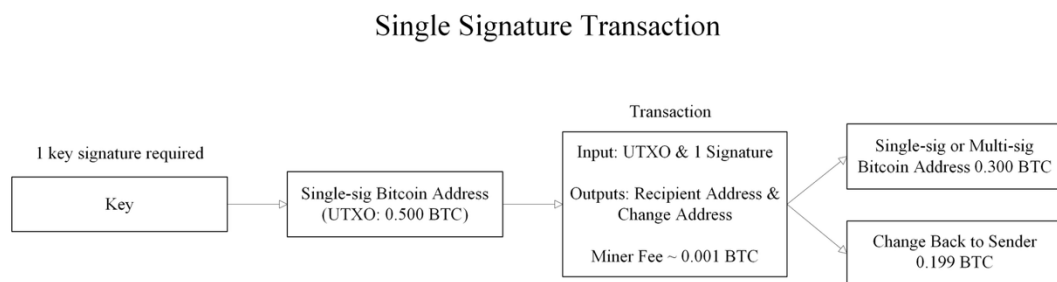 Single Signature Transaction
1 key signature required
Key
Single-sig Bitcoin Address
(UTXO: 0.500 BTC)
Transaction
Input: UTXO & 1 Signature
Outputs: Recipient Address &
Change Address
Miner Fee ~ 0.001 BTC
Single-sig or Multi-sig
Bitcoin Address 0.300 BTC
Change Back to Sender
0.199 BTC